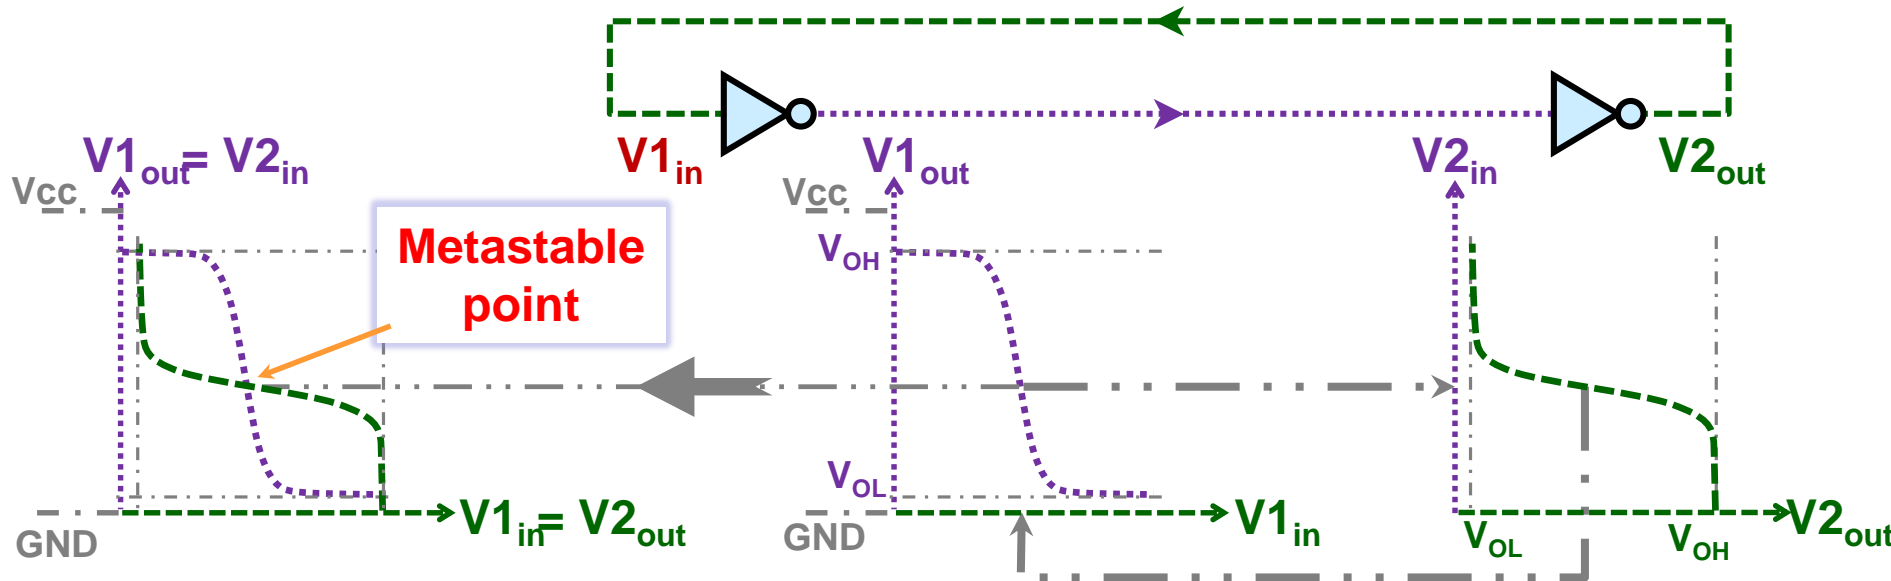 V1in
V1out
V2in
V2out
V1out= V2in
Vcc
Metastable
point
GND
V1in= V2out
Vcc
VOH
VOL
GND
V1in
VOL
VOH
V2out